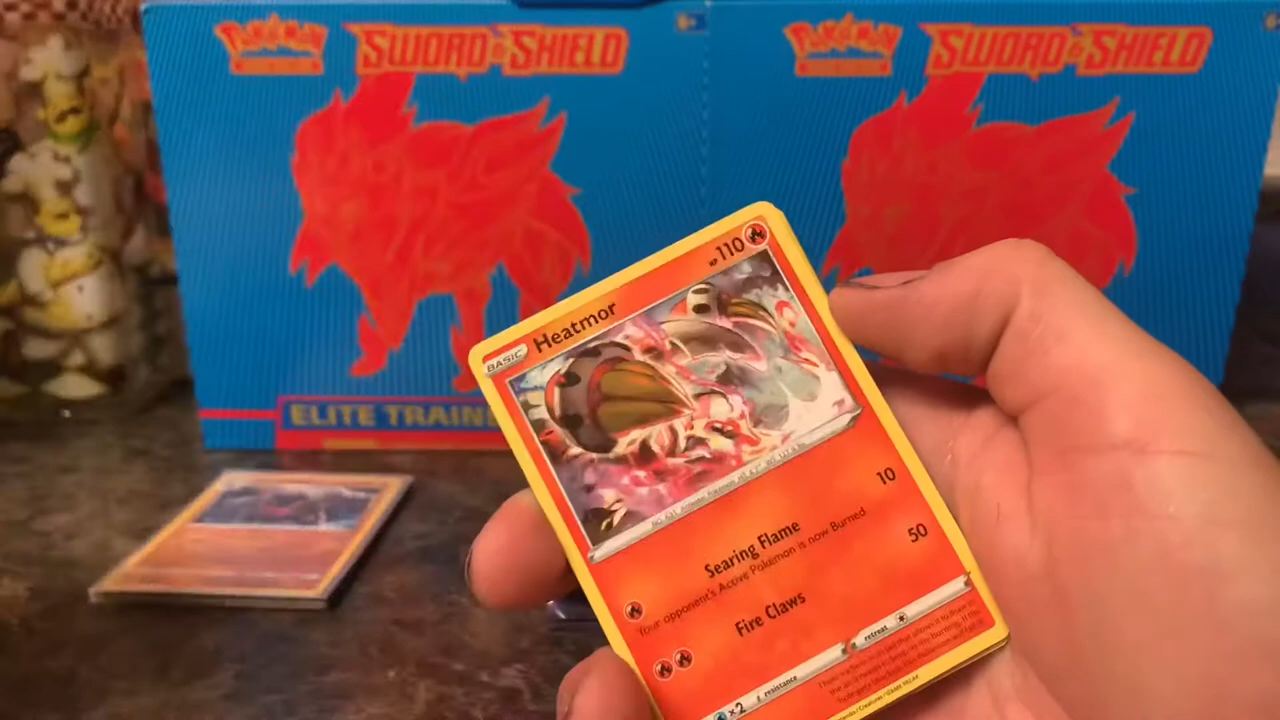 Pokémon
SWORD & SHIELD
Pokémon
SWORD & SHIELD
ELITE TRAINE
BASIC
Heatmor
HP 110
Searing Flame
10
Your opponent's Active Pokémon is now Burned
Fire Claws
50
×2
resistance
retreat